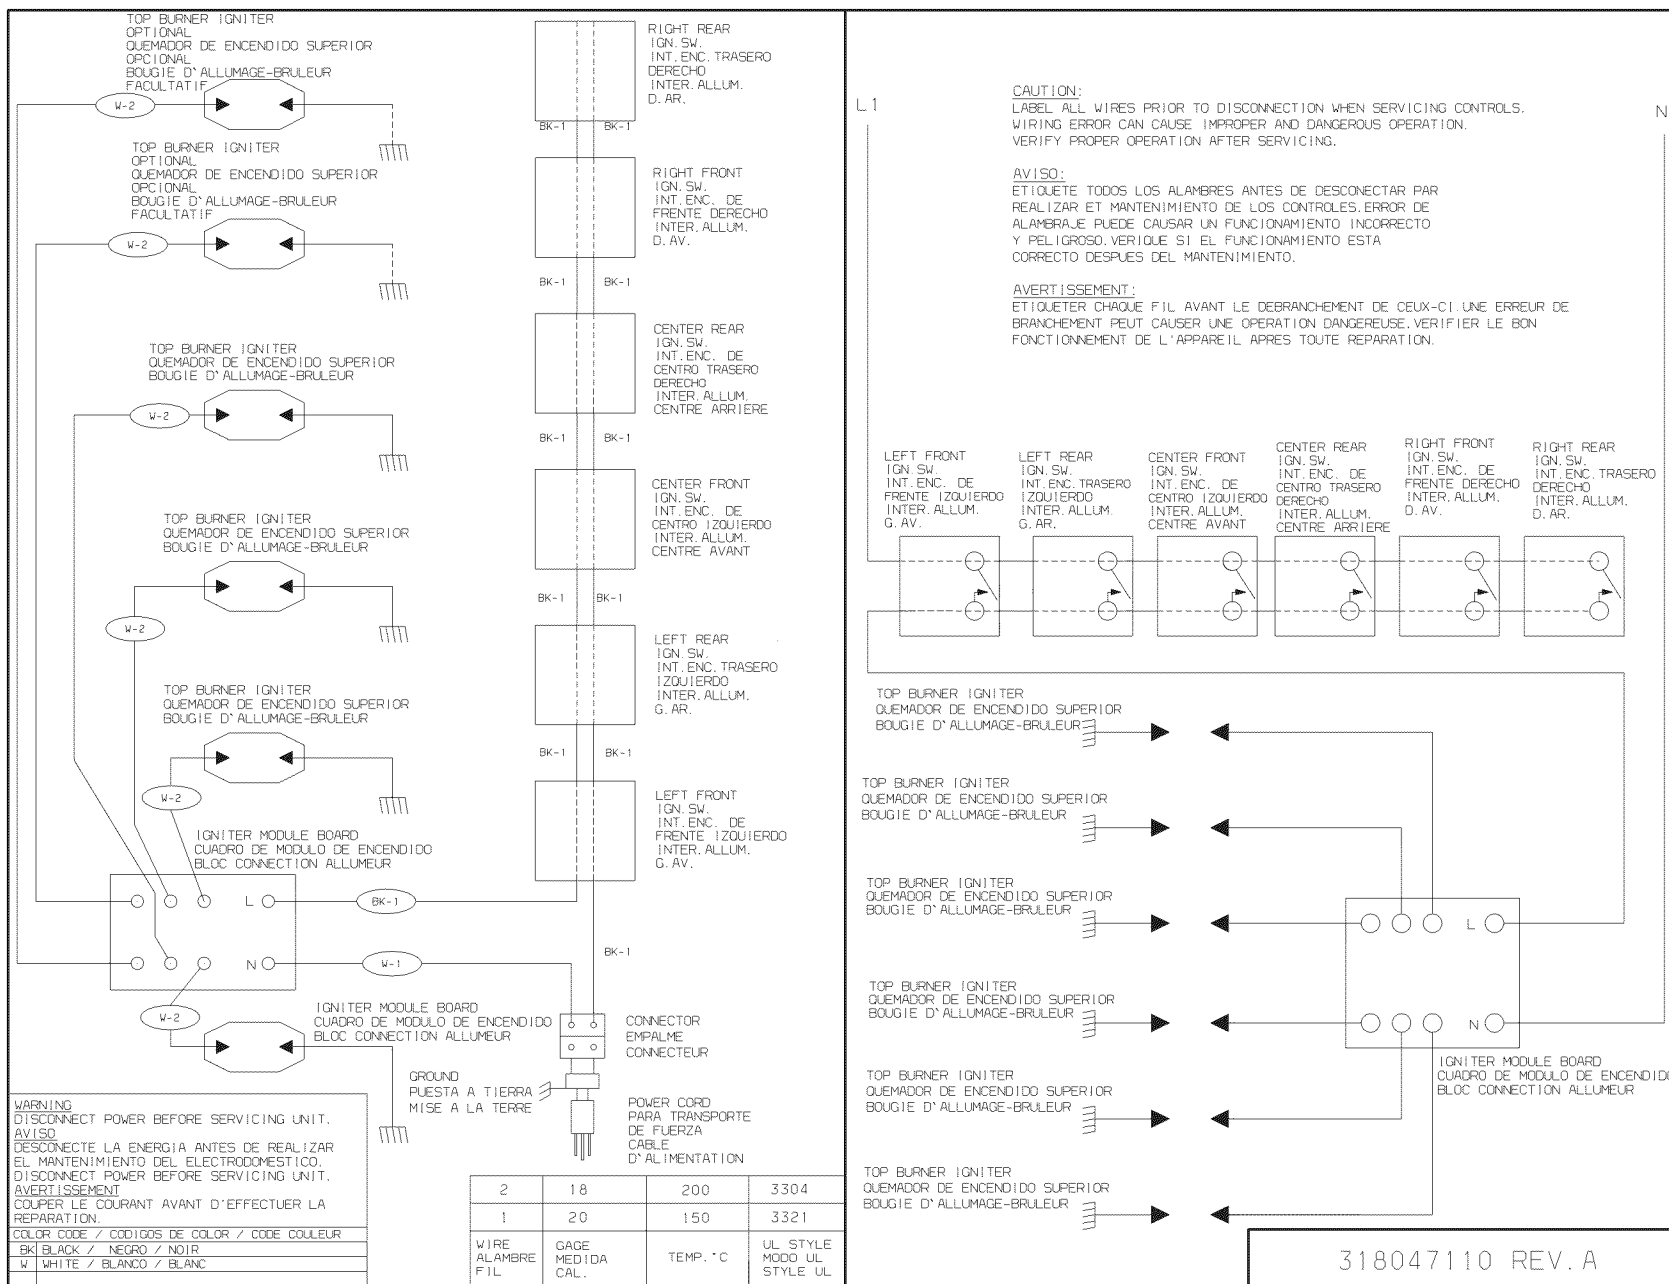 TOP BURNER IGNITER
OPTIONAL
QUEMADOR DE ENCENDIDO SUPERIOR
OPCIONAL
BOUGIE D'ALLUMAGE-BRULEUR
FACULTATIF
W-2
TOP BURNER IGNITER
OPTIONAL
QUEMADOR DE ENCENDIDO SUPERIOR
OPCIONAL
BOUGIE D'ALLUMAGE-BRULEUR
FACULTATIF
W-2
TOP BURNER IGNITER
QUEMADOR DE ENCENDIDO SUPERIOR
BOUGIE D'ALLUMAGE-BRULEUR
W-2
TOP BURNER IGNITER
QUEMADOR DE ENCENDIDO SUPERIOR
BOUGIE D'ALLUMAGE-BRULEUR
W-2
TOP BURNER IGNITER
QUEMADOR DE ENCENDIDO SUPERIOR
BOUGIE D'ALLUMAGE-BRULEUR
W-2
IGNITER MODULE BOARD
CUADRO DE MODULO DE ENCENDIDO
BLOC CONNECTION ALLUMEUR
L
BK-1
N
W-1
W-2
IGNITER MODULE BOARD
CUADRO DE MODULO DE ENCENDIDO
BLOC CONNECTION ALLUMEUR
RIGHT REAR
IGN.SW.
INT.ENC.TRASERO
DERECHO
INTER.ALLUM.
D.AR.
BK-1 BK-1
RIGHT FRONT
IGN.SW.
INT.ENC. DE
FRENTE DERECHO
INTER.ALLUM.
D.AV.
BK-1 BK-1
CENTER REAR
IGN.SW.
INT.ENC. DE
CENTRO TRASERO
DERECHO
INTER.ALLUM.
CENTRE ARRIERE
BK-1 BK-1
CENTER FRONT
IGN.SW.
INT.ENC. DE
CENTRO IZQUIERDO
INTER.ALLUM.
CENTRE AVANT
BK-1 BK-1
LEFT REAR
IGN.SW.
INT.ENC.TRASERO
IZQUIERDO
INTER.ALLUM.
G.AR.
BK-1 BK-1
LEFT FRONT
IGN.SW.
INT.ENC. DE
FRENTE IZQUIERDO
INTER.ALLUM.
G.AV.
BK-1
CONNECTOR
EMPALME
CONNECTEUR
GROUND
PUESTA A TIERRA
MISE A LA TERRE
POWER CORD
PARA TRANSPORTE
DE FUERZA
CABLE
D'ALIMENTATION
WARNING
DISCONNECT POWER BEFORE SERVICING UNIT.
AVISO
DESCONECTE LA ENERGIA ANTES DE REALIZAR
EL MANTENIMIENTO DEL ELECTRODOMESTICO.
DISCONNECT POWER BEFORE SERVICING UNIT.
AVERTISSEMENT
COUPER LE COURANT AVANT D'EFFECTUER LA
REPARATION.
COLOR CODE / CODIGOS DE COLOR / CODE COULEUR
BK BLACK / NEGRO / NOIR
W WHITE / BLANCO / BLANC
2 18 200 3304
1 20 150 3321
WIRE GAGE TEMP.°C UL STYLE
ALAMBRE MEDIDA MODO UL
FIL CAL. STYLE UL
L1
N
CAUTION:
LABEL ALL WIRES PRIOR TO DISCONNECTION WHEN SERVICING CONTROLS.
WIRING ERROR CAN CAUSE IMPROPER AND DANGEROUS OPERATION.
VERIFY PROPER OPERATION AFTER SERVICING.
AVISO:
ETIQUETE TODOS LOS ALAMBRES ANTES DE DESCONECTAR PAR
REALIZAR ET MANTENIMIENTO DE LOS CONTROLES.ERROR DE
ALAMBRAJE PUEDE CAUSAR UN FUNCIONAMIENTO INCORRECTO
Y PELIGROSO.VERIQUE SI EL FUNCIONAMIENTO ESTA
CORRECTO DESPUES DEL MANTENIMIENTO.
AVERTISSEMENT:
ETIQUETER CHAQUE FIL AVANT LE DEBRANCHEMENT DE CEUX-CI.UNE ERREUR DE
BRANCHEMENT PEUT CAUSER UNE OPERATION DANGEREUSE.VERIFIER LE BON
FONCTIONNEMENT DE L'APPAREIL APRES TOUTE REPARATION.
LEFT FRONT
IGN.SW.
INT.ENC. DE
FRENTE IZQUIERDO
INTER.ALLUM.
G.AV.
LEFT REAR
IGN.SW.
INT.ENC.TRASERO
IZQUIERDO
INTER.ALLUM.
G.AR.
CENTER FRONT
IGN.SW.
INT.ENC. DE
CENTRO IZQUIERDO
INTER.ALLUM.
CENTRE AVANT
CENTER REAR
IGN.SW.
INT.ENC. DE
CENTRO TRASERO
DERECHO
INTER.ALLUM.
CENTRE ARRIERE
RIGHT FRONT
IGN.SW.
INT.ENC. DE
FRENTE DERECHO
INTER.ALLUM.
D.AV.
RIGHT REAR
IGN.SW.
INT.ENC.TRASERO
DERECHO
INTER.ALLUM.
D.AR.
TOP BURNER IGNITER
QUEMADOR DE ENCENDIDO SUPERIOR
BOUGIE D'ALLUMAGE-BRULEUR
TOP BURNER IGNITER
QUEMADOR DE ENCENDIDO SUPERIOR
BOUGIE D'ALLUMAGE-BRULEUR
TOP BURNER IGNITER
QUEMADOR DE ENCENDIDO SUPERIOR
BOUGIE D'ALLUMAGE-BRULEUR
TOP BURNER IGNITER
QUEMADOR DE ENCENDIDO SUPERIOR
BOUGIE D'ALLUMAGE-BRULEUR
TOP BURNER IGNITER
QUEMADOR DE ENCENDIDO SUPERIOR
BOUGIE D'ALLUMAGE-BRULEUR
TOP BURNER IGNITER
QUEMADOR DE ENCENDIDO SUPERIOR
BOUGIE D'ALLUMAGE-BRULEUR
L
N
IGNITER MODULE BOARD
CUADRO DE MODULO DE ENCENDIDO
BLOC CONNECTION ALLUMEUR
318047110 REV.A